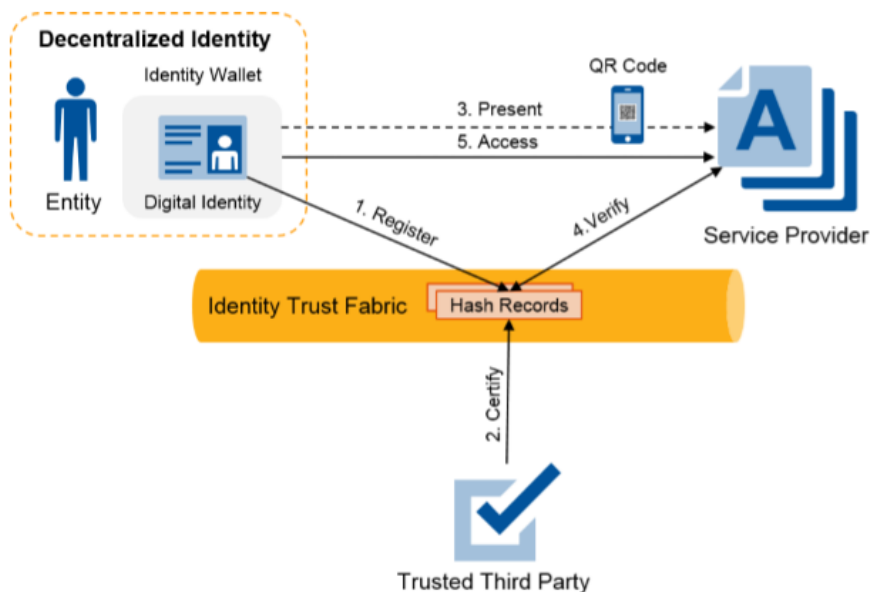 Decentralized Identity
Identity Wallet
QR Code
3. Present
A
5. Access
Entity
Digital Identity
1. Register
4.Verify
Service Provider
Identity Trust Fabric
Hash Records
2. Certify
Trusted Third Party